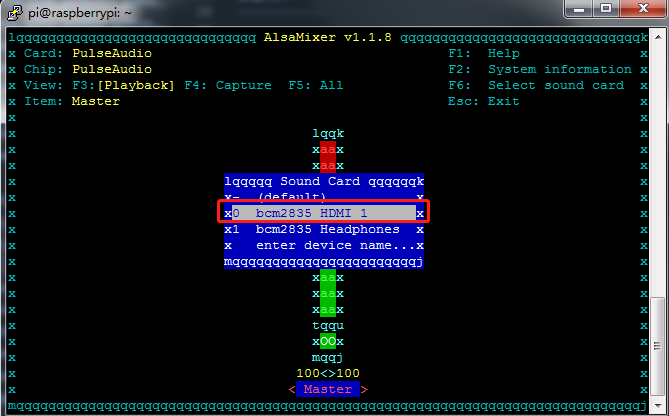 pi@raspberrypi: ~
lqqqqqqqqqqqqqqqqqqqqqqqqqqqqqq AlsaMixer v1.1.8 qqqqqqqqqqqqqqqqqqqqqqqqqqqqqqk
x Card: PulseAudio F1: Help x
x Chip: PulseAudio F2: System information x
x View: F3:[Playback] F4: Capture F5: All F6: Select sound card x
x Item: Master Esc: Exit x
x x
x lqqk x
x xaax x
x xaax x
x lqqqqq Sound Card qqqqqqk x
x x- (default) x x
x x0 bcm2835 HDMI 1 x x
x x1 bcm2835 Headphones x x
x x enter device name...x x
x mqqqqqqqqqqqqqqqqqqqqqqqj x
x xaax x
x xaax x
x xaax x
x tqqu x
x xOOx x
x mqqj x
x 100<>100 x
x < Master > x
mqqqqqqqqqqqqqqqqqqqqqqqqqqqqqqqqqqqqqqqqqqqqqqqqqqqqqqqqqqqqqqqqqqqqqqqqqqqqqqj